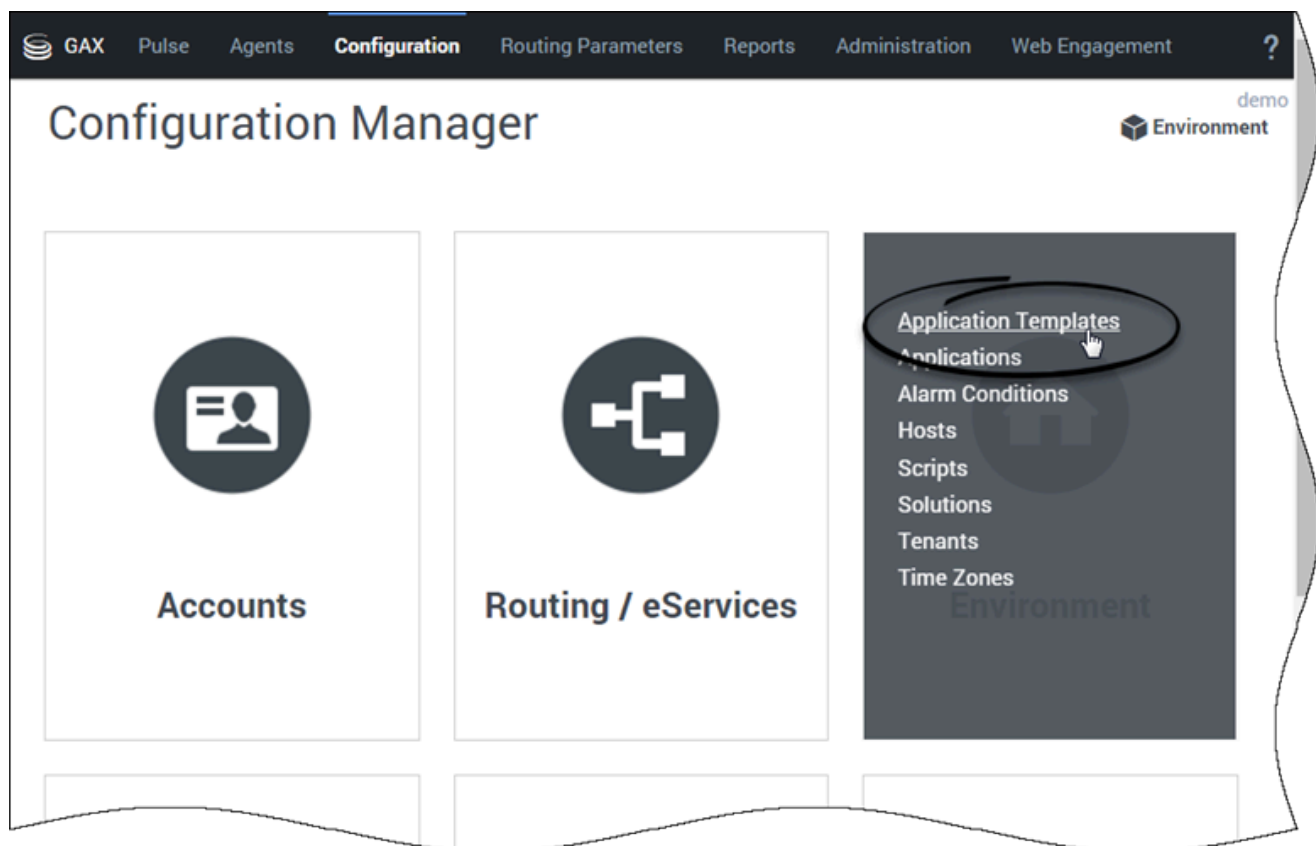 GAX Pulse Agents Configuration Routing Parameters Reports Administration Web Engagement ?
demo
Configuration Manager
Environment
Application Templates
Applications
Alarm Conditions
Hosts
Scripts
Solutions
Tenants
Time Zones
Accounts
Routing / eServices
Environment